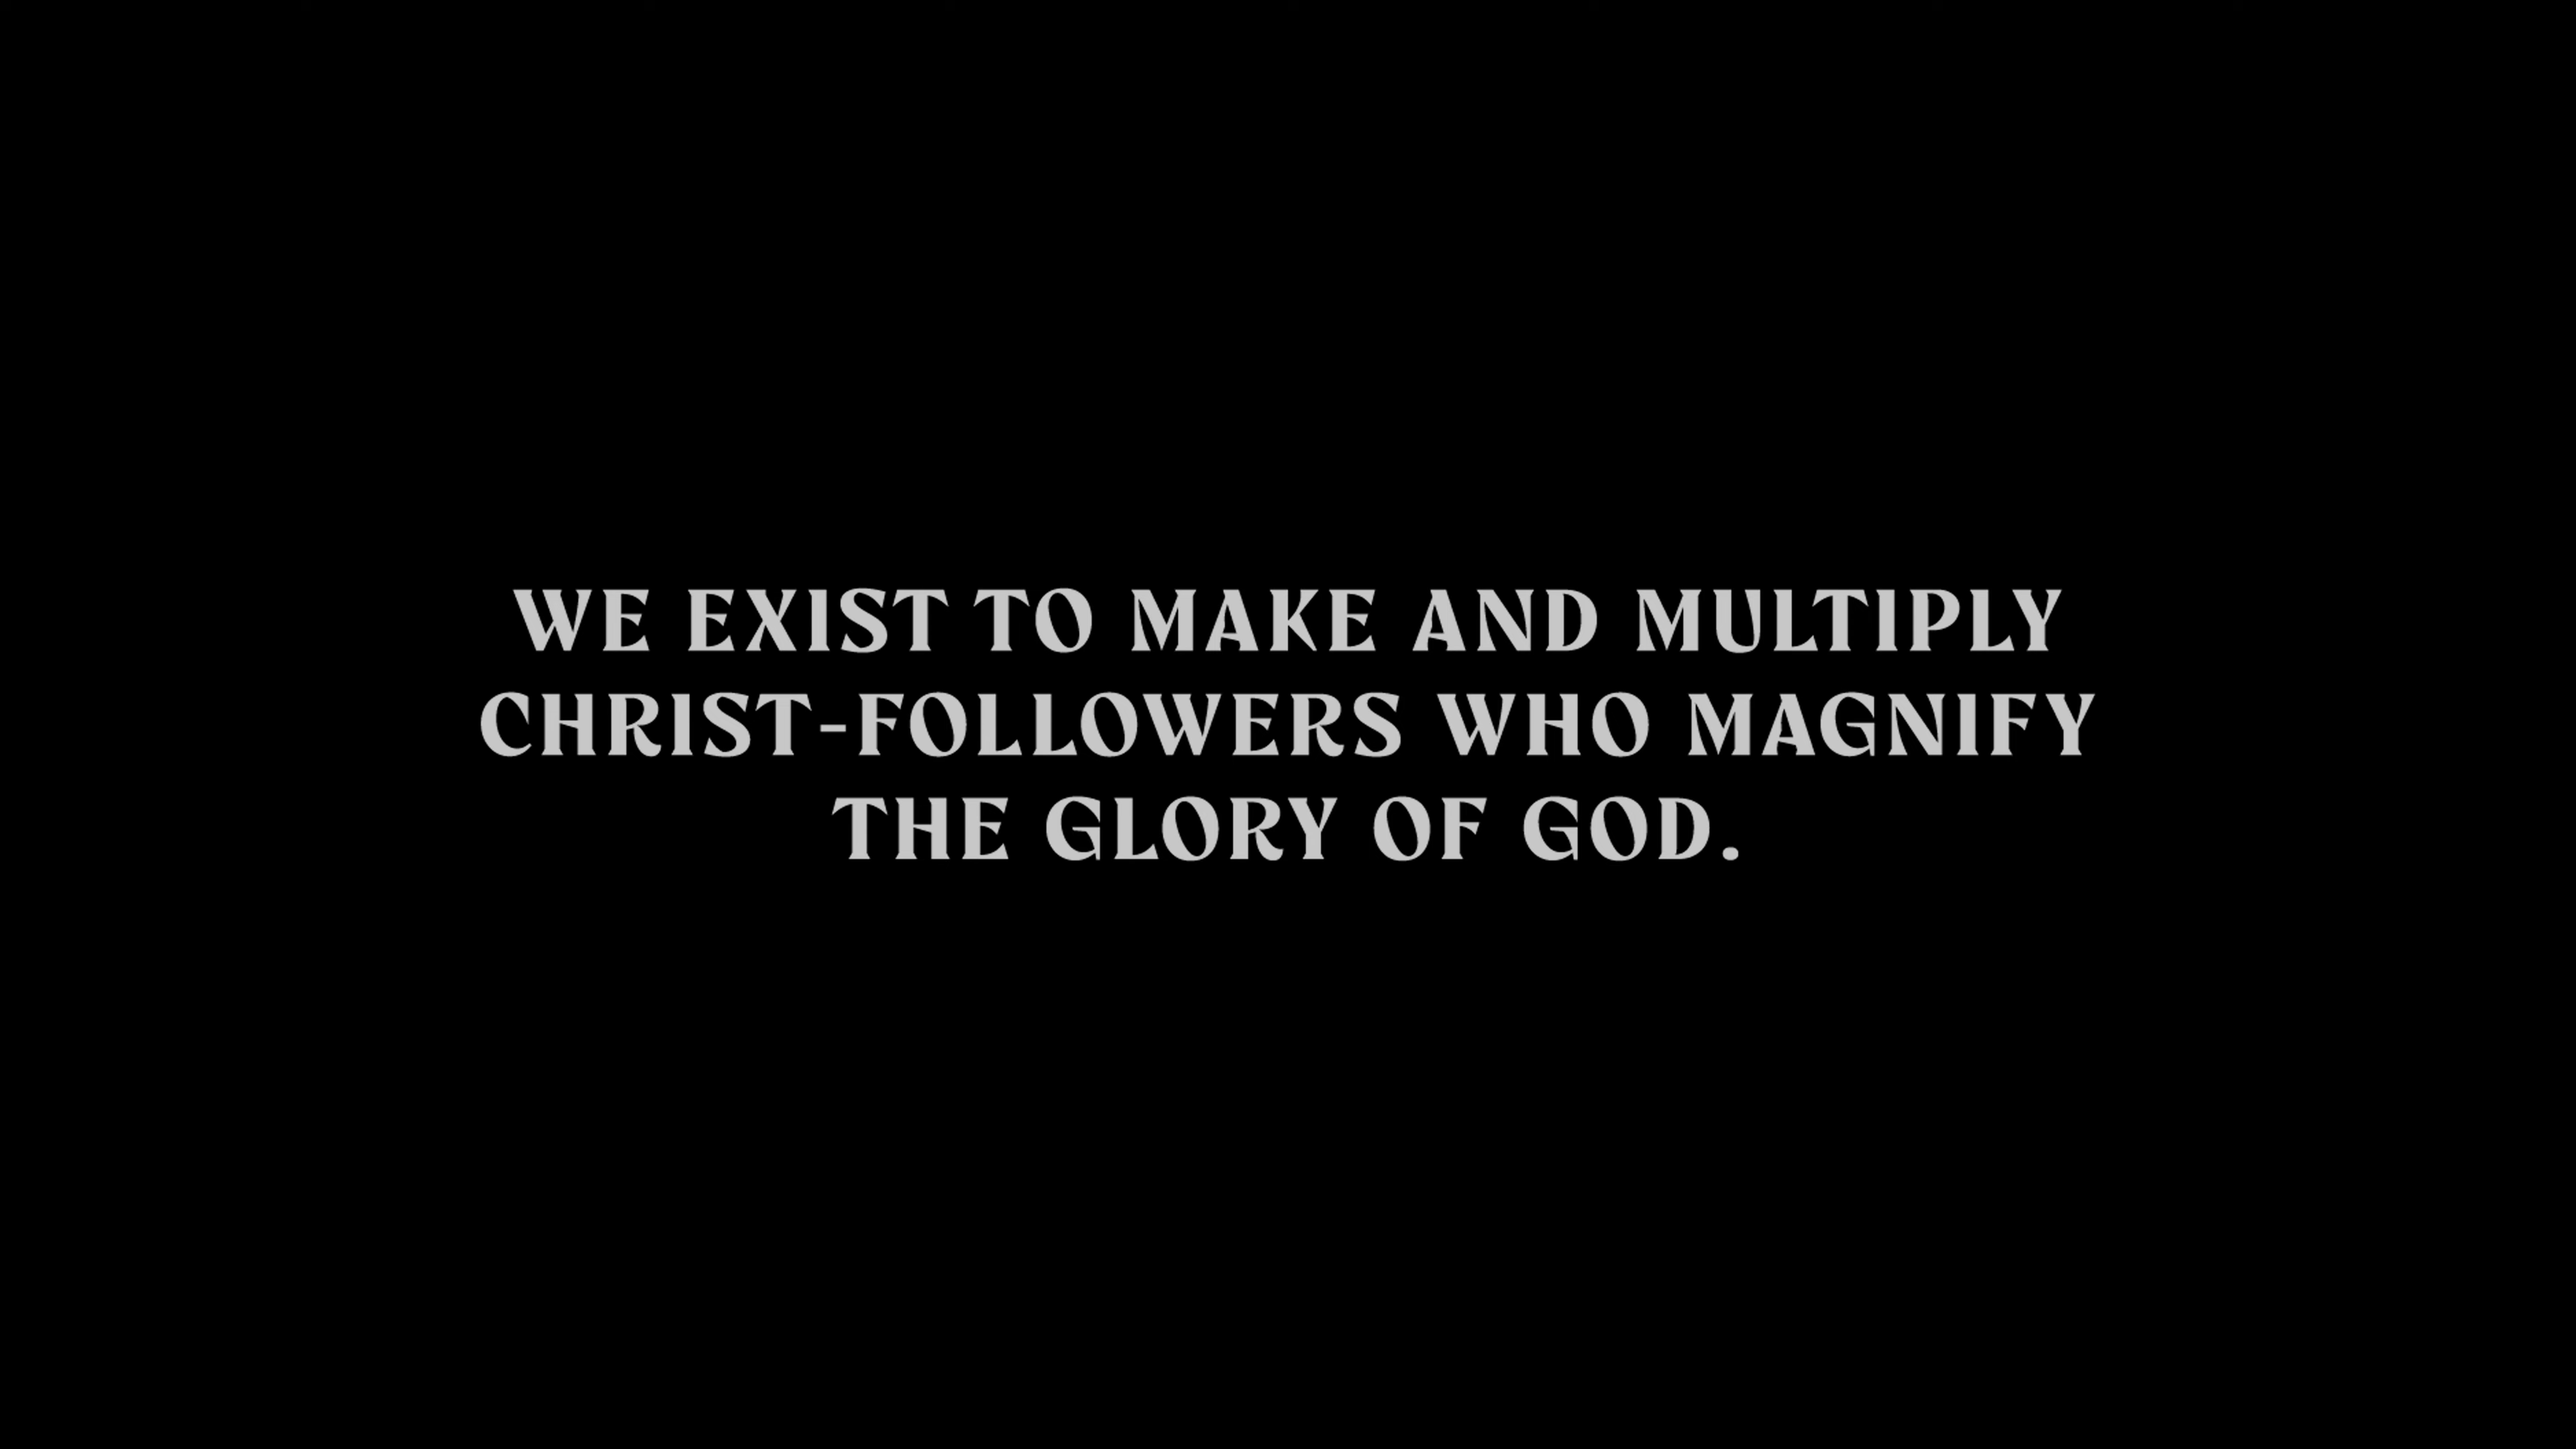 WE EXIST TO MAKE AND MULTIPLY
CHRIST-FOLLOWERS WHO MAGNIFY
THE GLORY OF GOD.